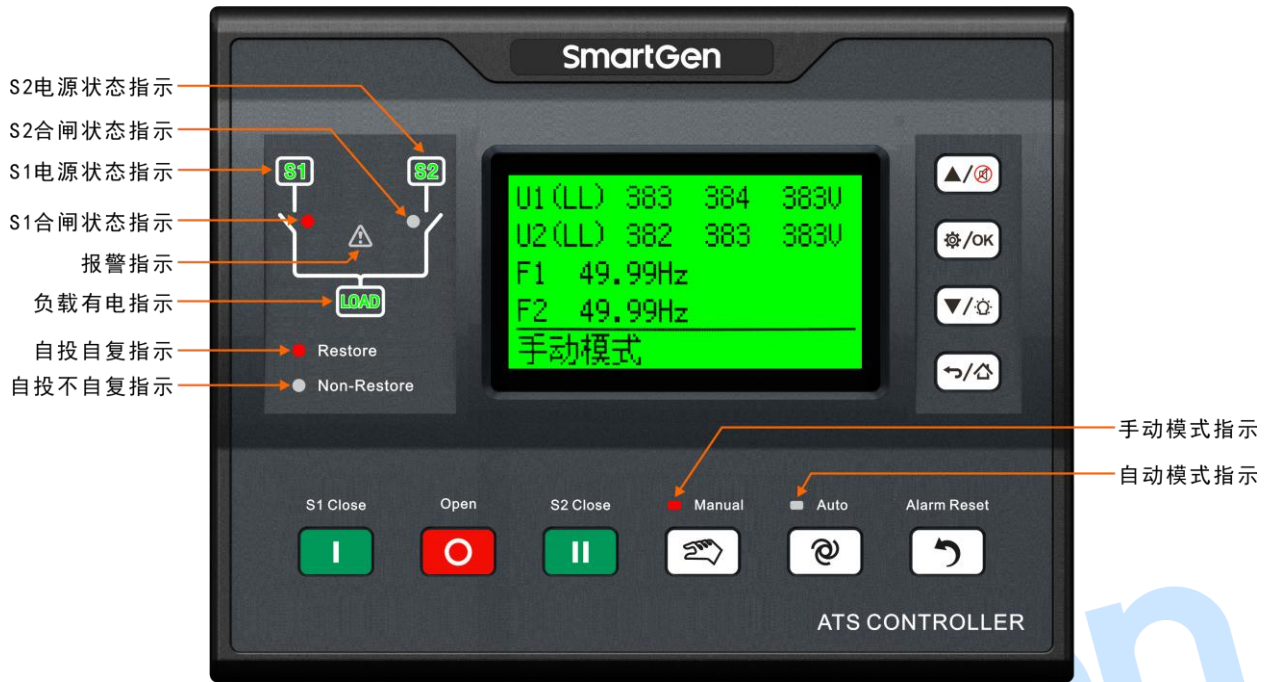 SmartGen
S2电源状态指示
S2合闸状态指示
S1电源状态指示
S1合闸状态指示
报警指示
负载有电指示
自投自复指示
自投不自复指示
S1
S2
LOAD
Restore
Non-Restore
U1(LL) 383 384 383V
U2(LL) 382 383 383V
F1 49.99Hz
F2 49.99Hz
手动模式
▲/
/OK
▼/
/
手动模式指示
自动模式指示
S1 Close
Open
S2 Close
Manual
Auto
Alarm Reset
I
O
II
ATS CONTROLLER